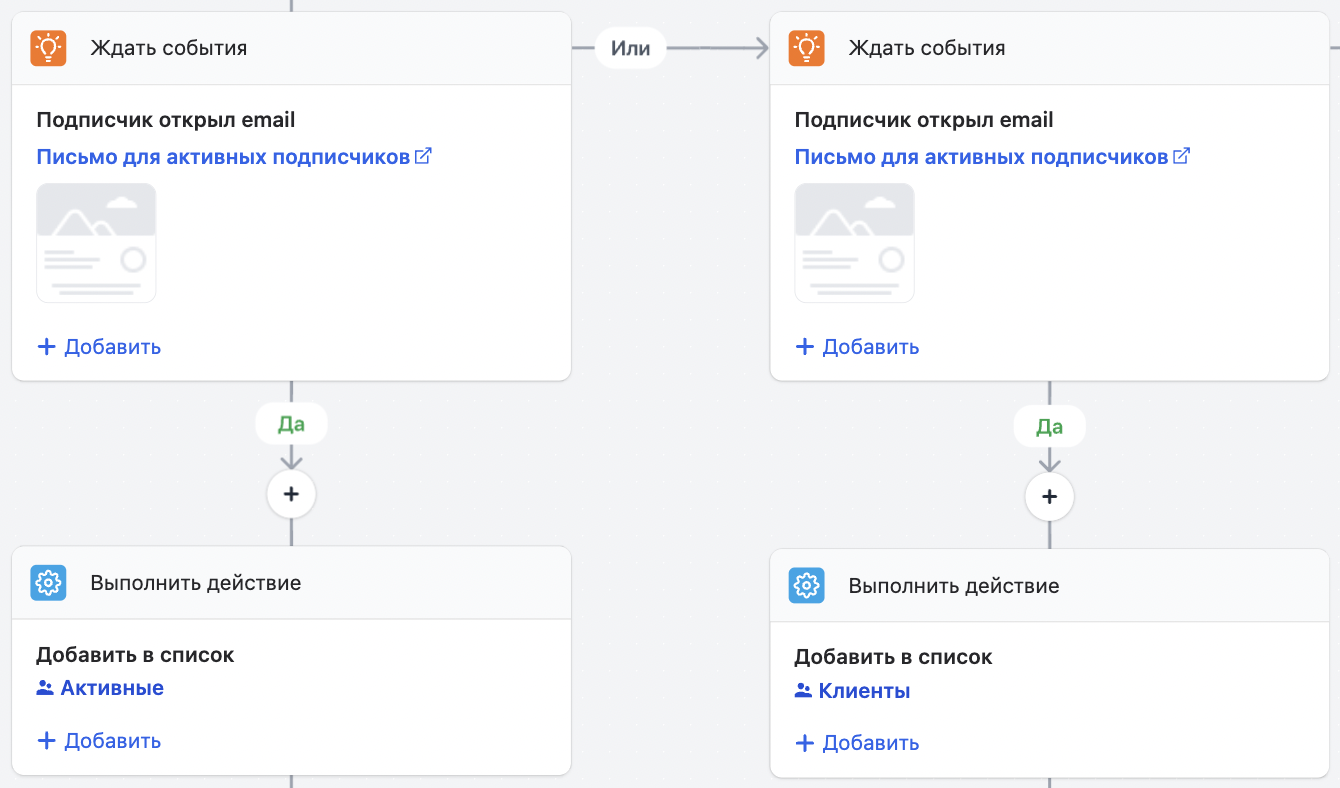 Ждать события
Подписчик открыл email
Письмо для активных подписчиков
+ Добавить
Да
+
Выполнить действие
Добавить в список
Активные
+ Добавить
Или
Ждать события
Подписчик открыл email
Письмо для активных подписчиков
+ Добавить
Да
+
Выполнить действие
Добавить в список
Клиенты
+ Добавить